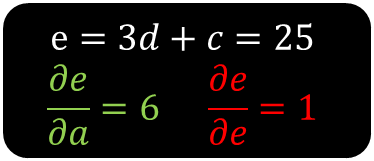 e = 3d + c = 25
∂e/∂a = 6 ∂e/∂e = 1